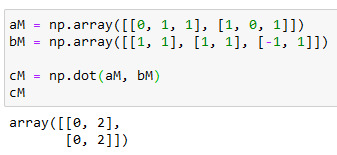 aM = np.array([[0, 1, 1], [1, 0, 1]])
bM = np.array([[1, 1], [1, 1], [-1, 1]])
cM = np.dot(aM, bM)
cM
array([[0, 2],
       [0, 2]])